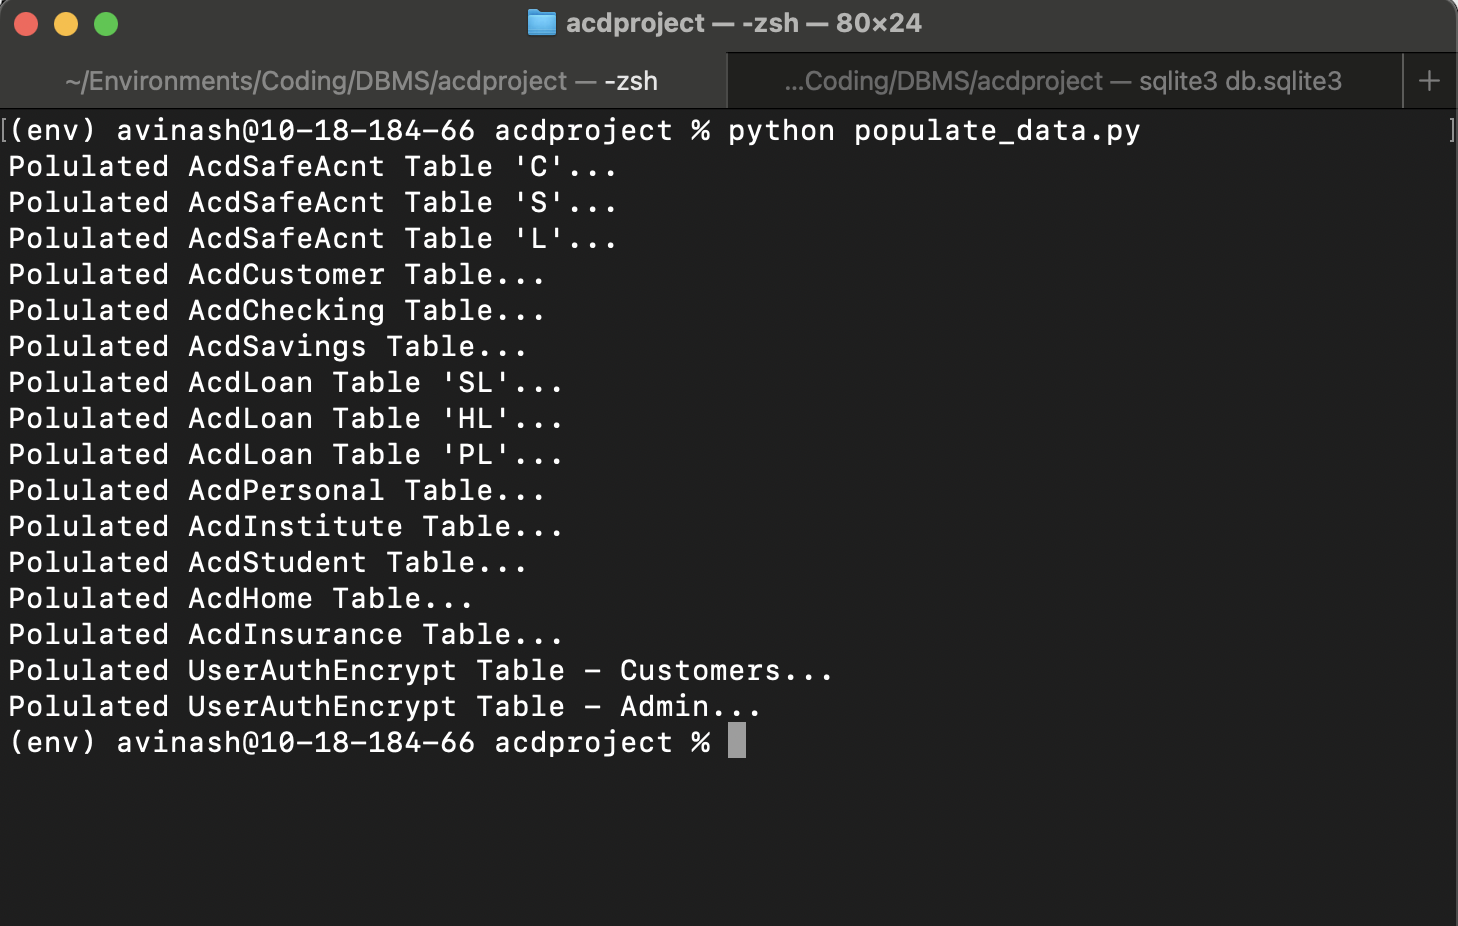 acdproject — -zsh — 80×24
~/Environments/Coding/DBMS/acdproject — -zsh
...Coding/DBMS/acdproject — sqlite3 db.sqlite3
+
[(env) avinash@10-18-184-66 acdproject % python populate_data.py ]
Polulated AcdSafeAcnt Table 'C'...
Polulated AcdSafeAcnt Table 'S'...
Polulated AcdSafeAcnt Table 'L'...
Polulated AcdCustomer Table...
Polulated AcdChecking Table...
Polulated AcdSavings Table...
Polulated AcdLoan Table 'SL'...
Polulated AcdLoan Table 'HL'...
Polulated AcdLoan Table 'PL'...
Polulated AcdPersonal Table...
Polulated AcdInstitute Table...
Polulated AcdStudent Table...
Polulated AcdHome Table...
Polulated AcdInsurance Table...
Polulated UserAuthEncrypt Table - Customers...
Polulated UserAuthEncrypt Table - Admin...
(env) avinash@10-18-184-66 acdproject %